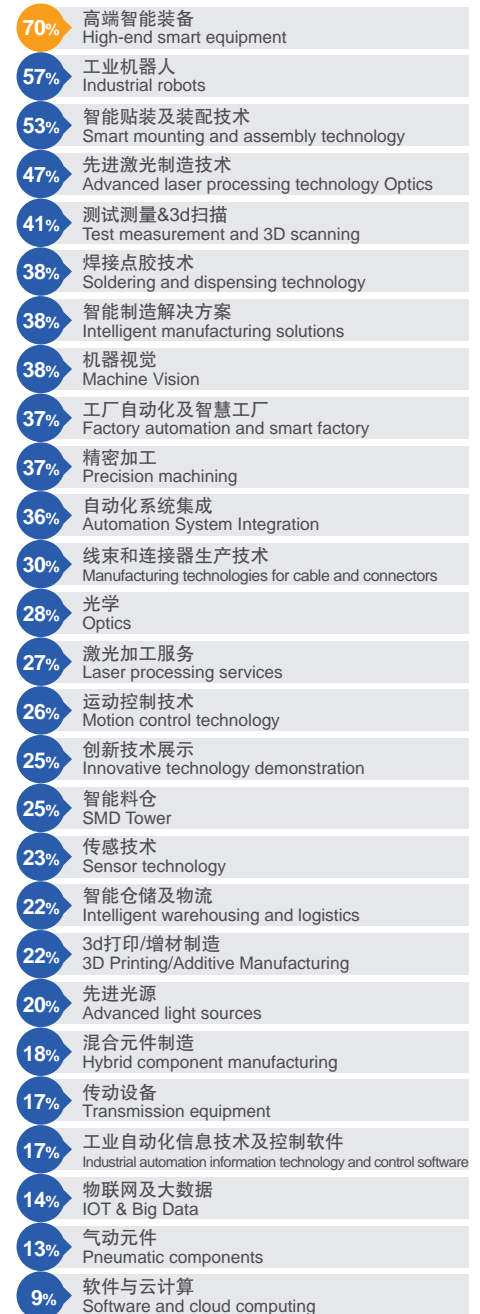 70%
高端智能装备
High-end smart equipment
57%
工业机器人
Industrial robots
53%
智能贴装及装配技术
Smart mounting and assembly technology
47%
先进激光制造技术
Advanced laser processing technology Optics
41%
测试测量&3d扫描
Test measurement and 3D scanning
38%
焊接点胶技术
Soldering and dispensing technology
38%
智能制造解决方案
Intelligent manufacturing solutions
38%
机器视觉
Machine Vision
37%
工厂自动化及智慧工厂
Factory automation and smart factory
37%
精密加工
Precision machining
36%
自动化系统集成
Automation System Integration
30%
线束和连接器生产技术
Manufacturing technologies for cable and connectors
28%
光学
Optics
27%
激光加工服务
Laser processing services
26%
运动控制技术
Motion control technology
25%
创新技术展示
Innovative technology demonstration
25%
智能料仓
SMD Tower
23%
传感技术
Sensor technology
22%
智能仓储及物流
Intelligent warehousing and logistics
22%
3d打印/增材制造
3D Printing/Additive Manufacturing
20%
先进光源
Advanced light sources
18%
混合元件制造
Hybrid component manufacturing
17%
传动设备
Transmission equipment
17%
工业自动化信息技术及控制软件
Industrial automation information technology and control software
14%
物联网及大数据
IOT & Big Data
13%
气动元件
Pneumatic components
9%
软件与云计算
Software and cloud computing